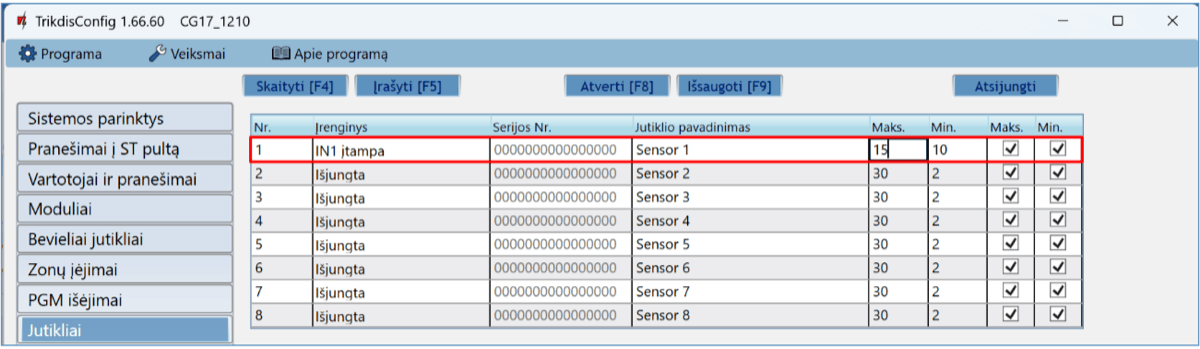 TrikdisConfig 1.66.60 CG17_1210
Programa Veiksmai Apie programą
Skaityti [F4] Įrašyti [F5] Atverti [F8] Išsaugoti [F9] Atsijungti
Sistemos parinktys
Pranešimai į ST pultą
Vartotojai ir pranešimai
Moduliai
Bevieliai jutikliai
Zonų įėjimai
PGM išėjimai
Jutikliai
Nr. Įrenginys Serijos Nr. Jutiklio pavadinimas Maks. Min. Maks. Min.
1 IN1 įtampa 0000000000000000 Sensor 1 15 10
2 Išjungta 0000000000000000 Sensor 2 30 2
3 Išjungta 0000000000000000 Sensor 3 30 2
4 Išjungta 0000000000000000 Sensor 4 30 2
5 Išjungta 0000000000000000 Sensor 5 30 2
6 Išjungta 0000000000000000 Sensor 6 30 2
7 Išjungta 0000000000000000 Sensor 7 30 2
8 Išjungta 0000000000000000 Sensor 8 30 2